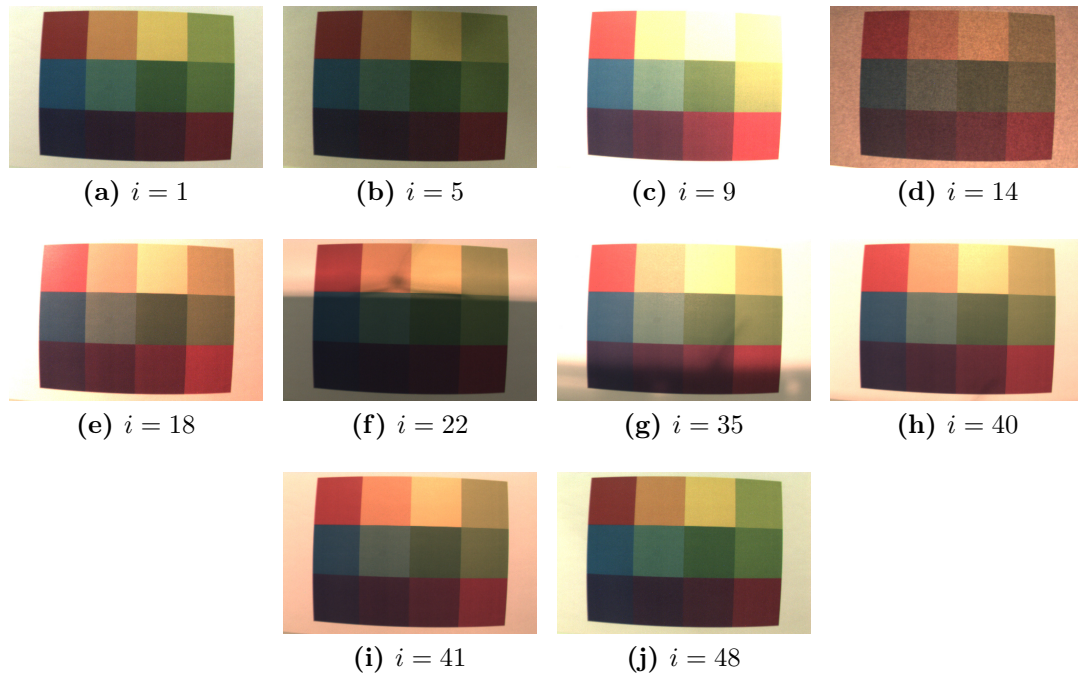 (a) i = 1
(b) i = 5
(c) i = 9
(d) i = 14
(e) i = 18
(f) i = 22
(g) i = 35
(h) i = 40
(i) i = 41
(j) i = 48